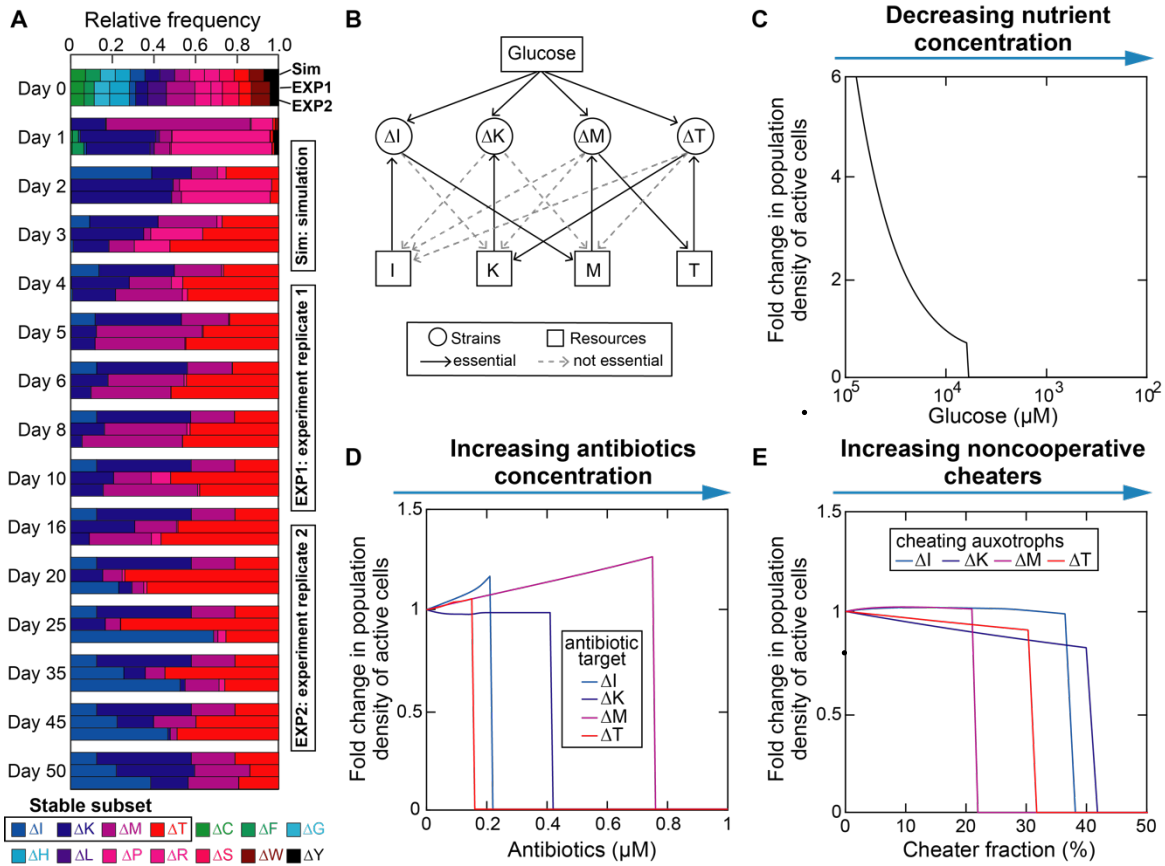 A
Relative frequency
0 0.2 0.4 0.6 0.8 1.0
Day 0
Sim
EXP1
EXP2
Day 1
Day 2
Day 3
Day 4
Day 5
Day 6
Day 8
Day 10
Day 16
Day 20
Day 25
Day 35
Day 45
Day 50
Sim: simulation
EXP1: experiment replicate 1
EXP2: experiment replicate 2
Stable subset
ΔI ΔK ΔM ΔT ΔC ΔF ΔG
ΔH ΔL ΔP ΔR ΔS ΔW ΔY
B
Glucose
ΔI ΔK ΔM ΔT
I K M T
Strains Resources
essential not essential
C
Decreasing nutrient
concentration
Fold change in population
density of active cells
6
4
2
0
10⁵ 10⁴ 10³ 10²
Glucose (µM)
D
Increasing antibiotics
concentration
Fold change in population
density of active cells
1.5
1
0.5
0
antibiotic
target
ΔI
ΔK
ΔM
ΔT
0 0.2 0.4 0.6 0.8 1
Antibiotics (µM)
E
Increasing noncooperative
cheaters
Fold change in population
density of active cells
1.5
1
0.5
0
cheating auxotrophs
ΔI ΔK ΔM ΔT
0 10 20 30 40 50
Cheater fraction (%)